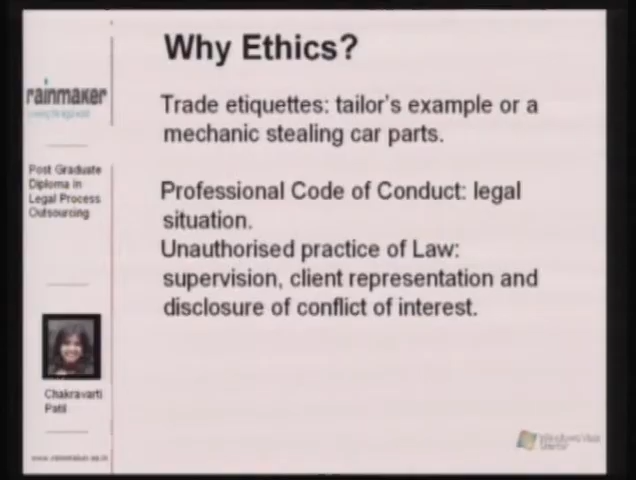 Why Ethics?
rainmaker
Trade etiquettes: tailor's example or a
mechanic stealing car parts.
Post Graduate
Diploma in
Legal Process
Outsourcing
Professional Code of Conduct: legal
situation.
Unauthorised practice of Law:
supervision, client representation and
disclosure of conflict of interest.
Chakravarti
Patil